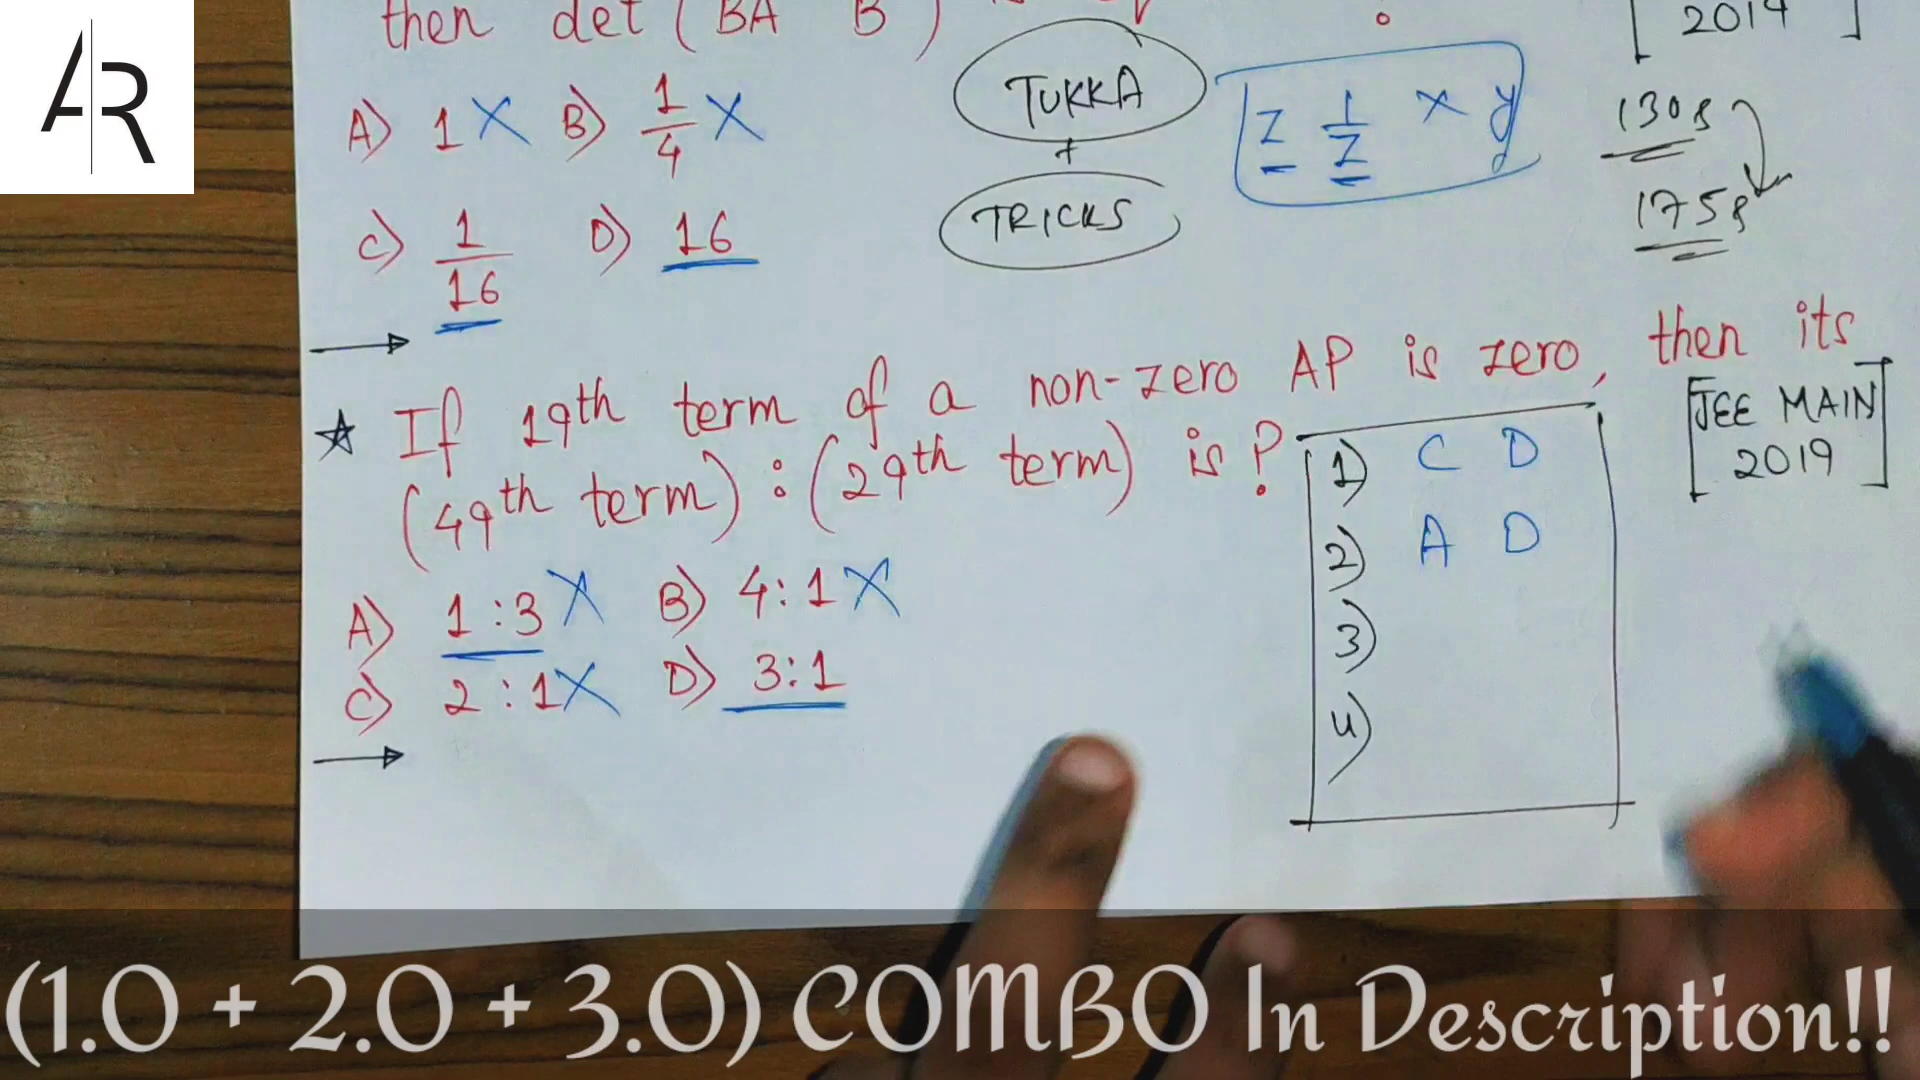 AR
then det (BA B )
[2019]
A) 1 X B) 1/4 X
TUKKA
+
TRICKS
z 1/z x y
130s
175s
C) 1/16 D) 16
☆ If 19th term of a non-zero AP is zero, then its
(49th term) : (29th term) is ?
[JEE MAIN
2019]
A) 1 : 3 X B) 4 : 1 X
C) 2 : 1 X D) 3 : 1
1) C D
2) A D
3)
4)
(1.0 + 2.0 + 3.0) COMBO In Description!!